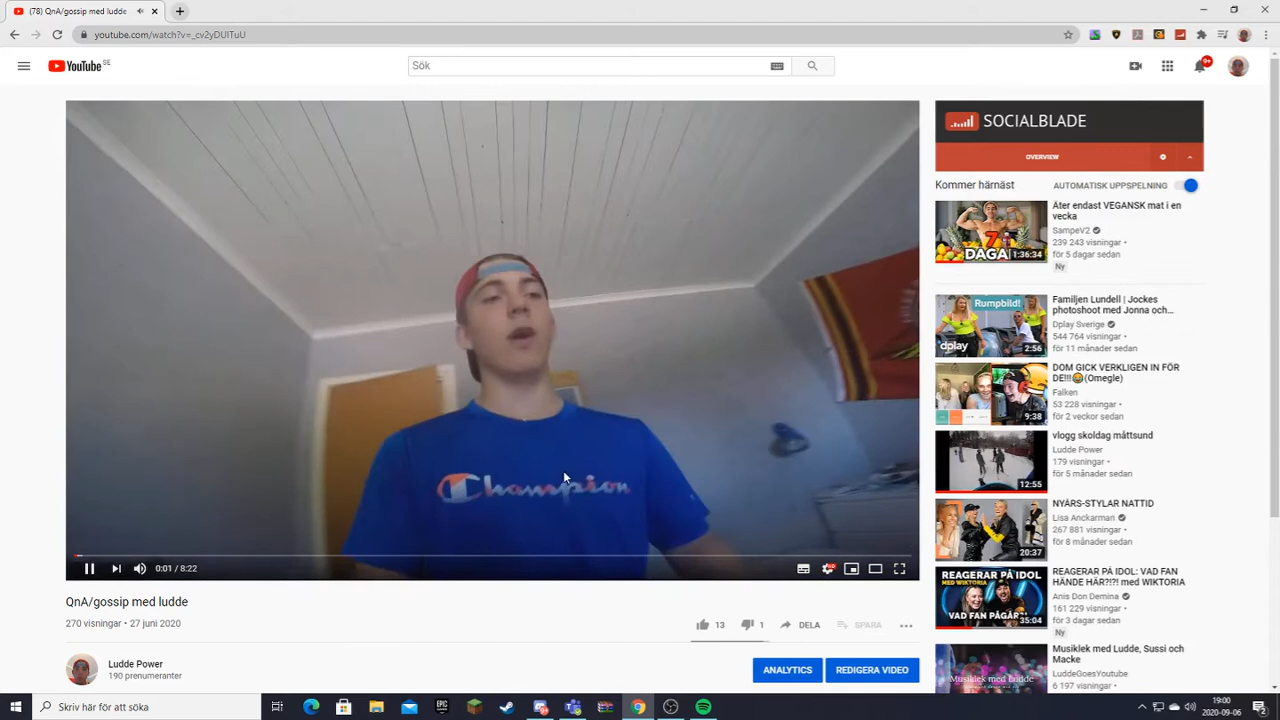 (78) QnA/gossip med ludde
youtube.com/watch?v=_cv2yDUITuU
YouTube SE
Sök
9+
Champion
0:01 / 8:22
QnA/gossip med ludde
270 visningar • 27 juni 2020
13
1
DELA
SPARA
Ludde Power
190 prenumeranter
ANALYTICS
REDIGERA VIDEO
SOCIALBLADE
OVERVIEW
Kommer härnäst
AUTOMATISK UPPSPELNING
7
DAGA
1:36:34
Äter endast VEGANSK mat i en
vecka
SampeV2
239 243 visningar •
för 5 dagar sedan
Ny
Rumpbild!
dplay
2:56
Familjen Lundell | Jockes
photoshoot med Jonna och...
Dplay Sverige
544 764 visningar •
för 11 månader sedan
9:38
DOM GICK VERKLIGEN IN FÖR
DE!!!😂(Omegle)
Falken
53 228 visningar •
för 2 veckor sedan
12:55
vlogg skoldag måttsund
Ludde Power
179 visningar •
för 5 månader sedan
20:37
NYÅRS-STYLAR NATTID
Lisa Anckarman
267 881 visningar •
för 8 månader sedan
REAGERAR PÅ IDOL:
MED WIKTORIA
VAD FAN PÅGÅR?
35:04
REAGERAR PÅ IDOL: VAD FAN
HÄNDE HÄR?!?! med WIKTORIA
Anis Don Demina
161 229 visningar •
för 3 dagar sedan
Ny
Musiklek med Ludde
Musiklek med Ludde, Sussi och
Macke
LuddeGoesYoutube
6 197 visningar •
Skriv här för att söka
EPIC
19:00
2020-09-06
2